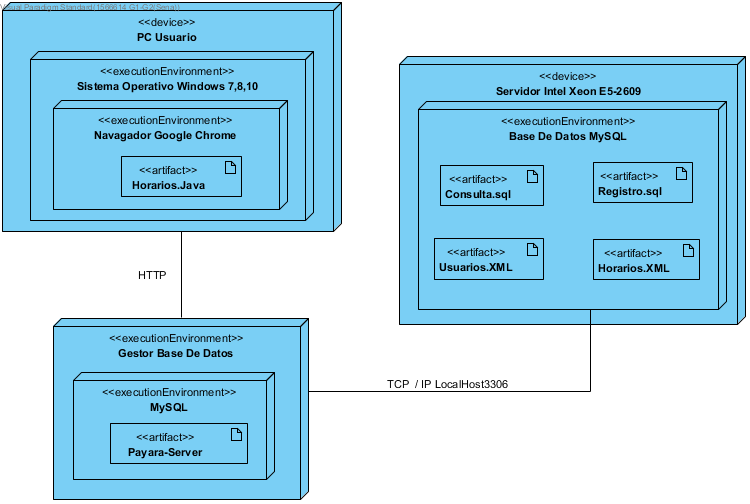 Visual Paradigm Standard(1566614 G1-G2(Sena))
<<device>>
PC Usuario
<<executionEnvironment>>
Sistema Operativo Windows 7,8,10
<<executionEnvironment>>
Navagador Google Chrome
<<artifact>>
Horarios.Java
HTTP
<<executionEnvironment>>
Gestor Base De Datos
<<executionEnvironment>>
MySQL
<<artifact>>
Payara-Server
TCP / IP LocalHost3306
<<device>>
Servidor Intel Xeon E5-2609
<<executionEnvironment>>
Base De Datos MySQL
<<artifact>>
Consulta.sql
<<artifact>>
Registro.sql
<<artifact>>
Usuarios.XML
<<artifact>>
Horarios.XML